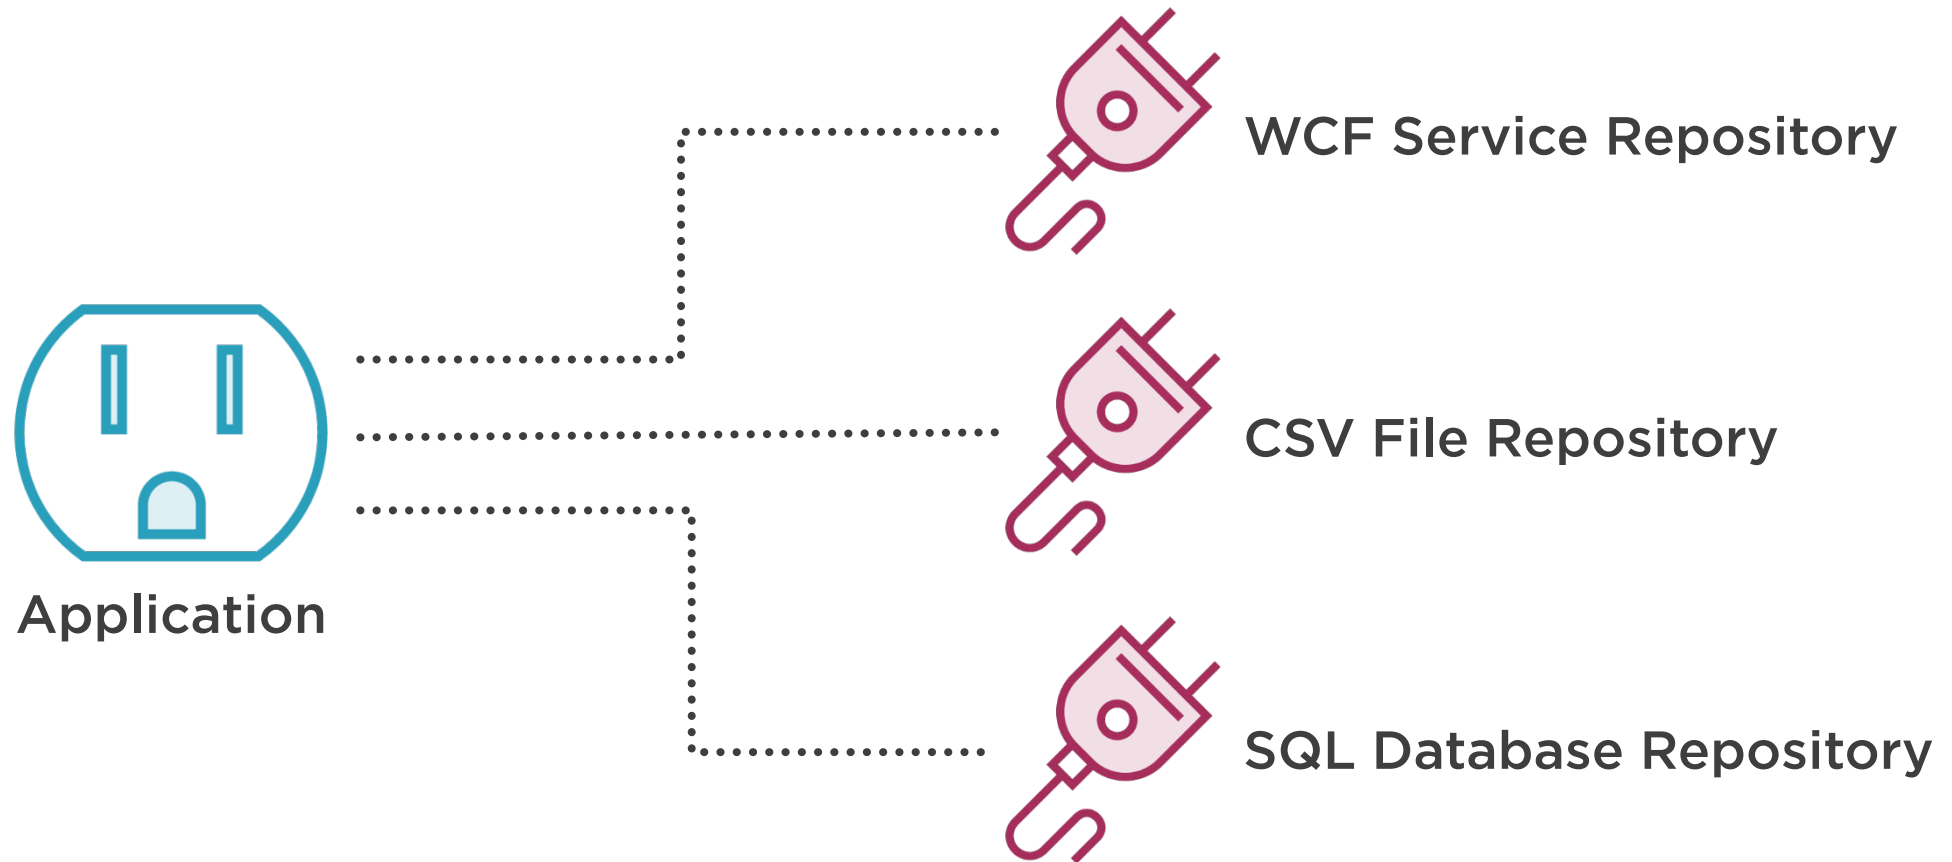 WCF Service Repository
CSV File Repository
Application
SQL Database Repository